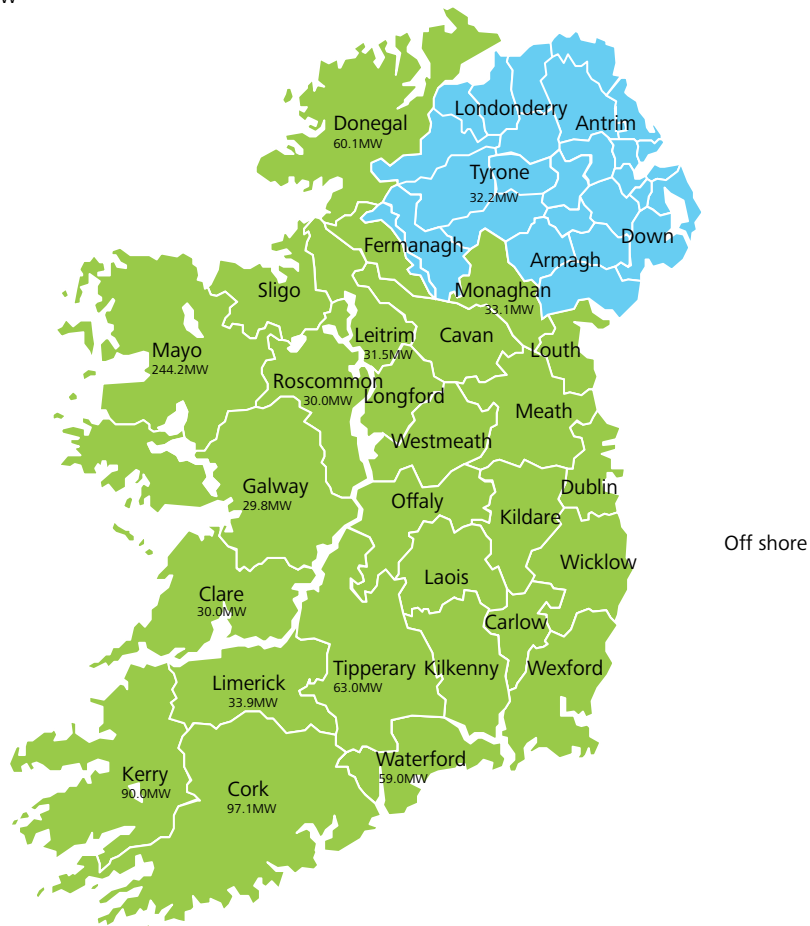 Londonderry
Donegal
60.1MW
Antrim
Tyrone
32.2MW
Fermanagh
Down
Armagh
Sligo
Monaghan
33.1MW
Leitrim
31.5MW
Cavan
Mayo
244.2MW
Louth
Roscommon
30.0MW
Longford
Meath
Westmeath
Galway
29.8MW
Offaly
Dublin
Kildare
Off shore
Wicklow
Laois
Clare
30.0MW
Carlow
Tipperary
63.0MW
Kilkenny
Wexford
Limerick
33.9MW
Waterford
59.0MW
Kerry
90.0MW
Cork
97.1MW